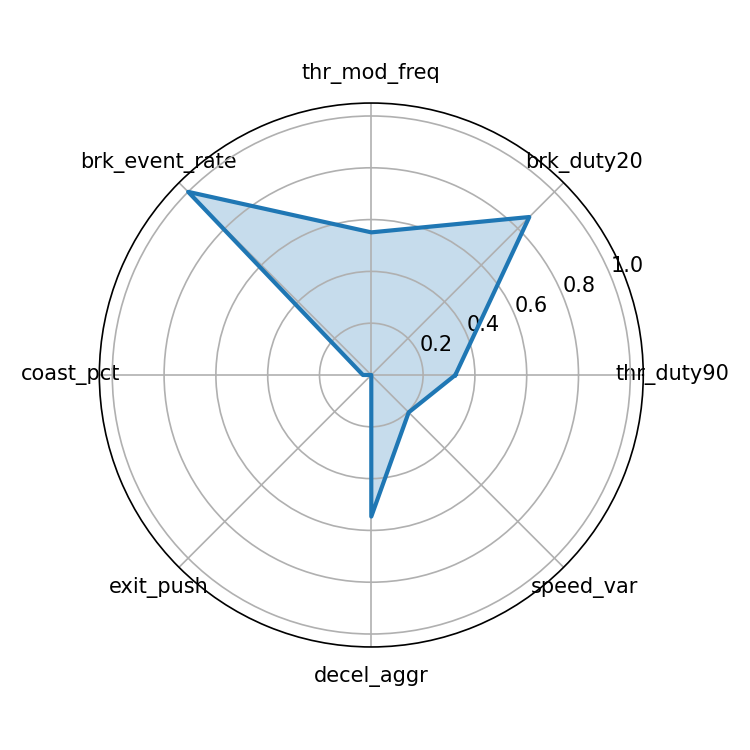 thr_mod_freq
brk_event_rate
brk_duty20
1.0
0.8
0.6
0.4
0.2
coast_pct
thr_duty90
exit_push
speed_var
decel_aggr